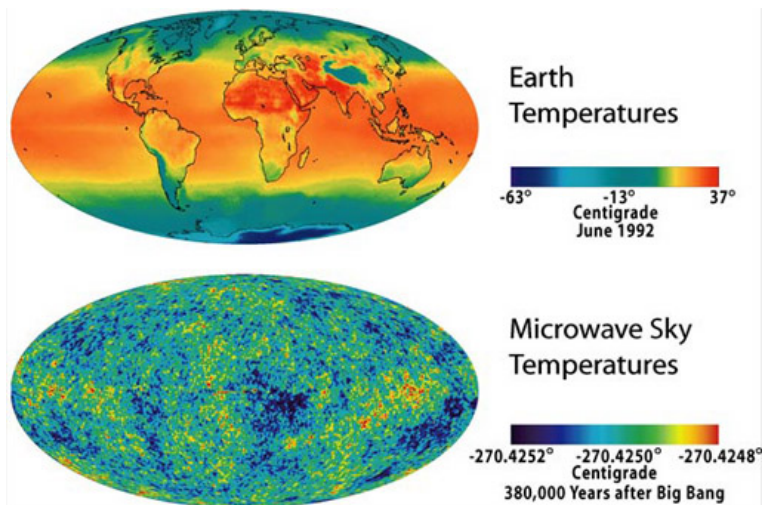 Earth
Temperatures
-63° -13° 37°
Centigrade
June 1992
Microwave Sky
Temperatures
-270.4252° -270.4250° -270.4248°
Centigrade
380,000 Years after Big Bang